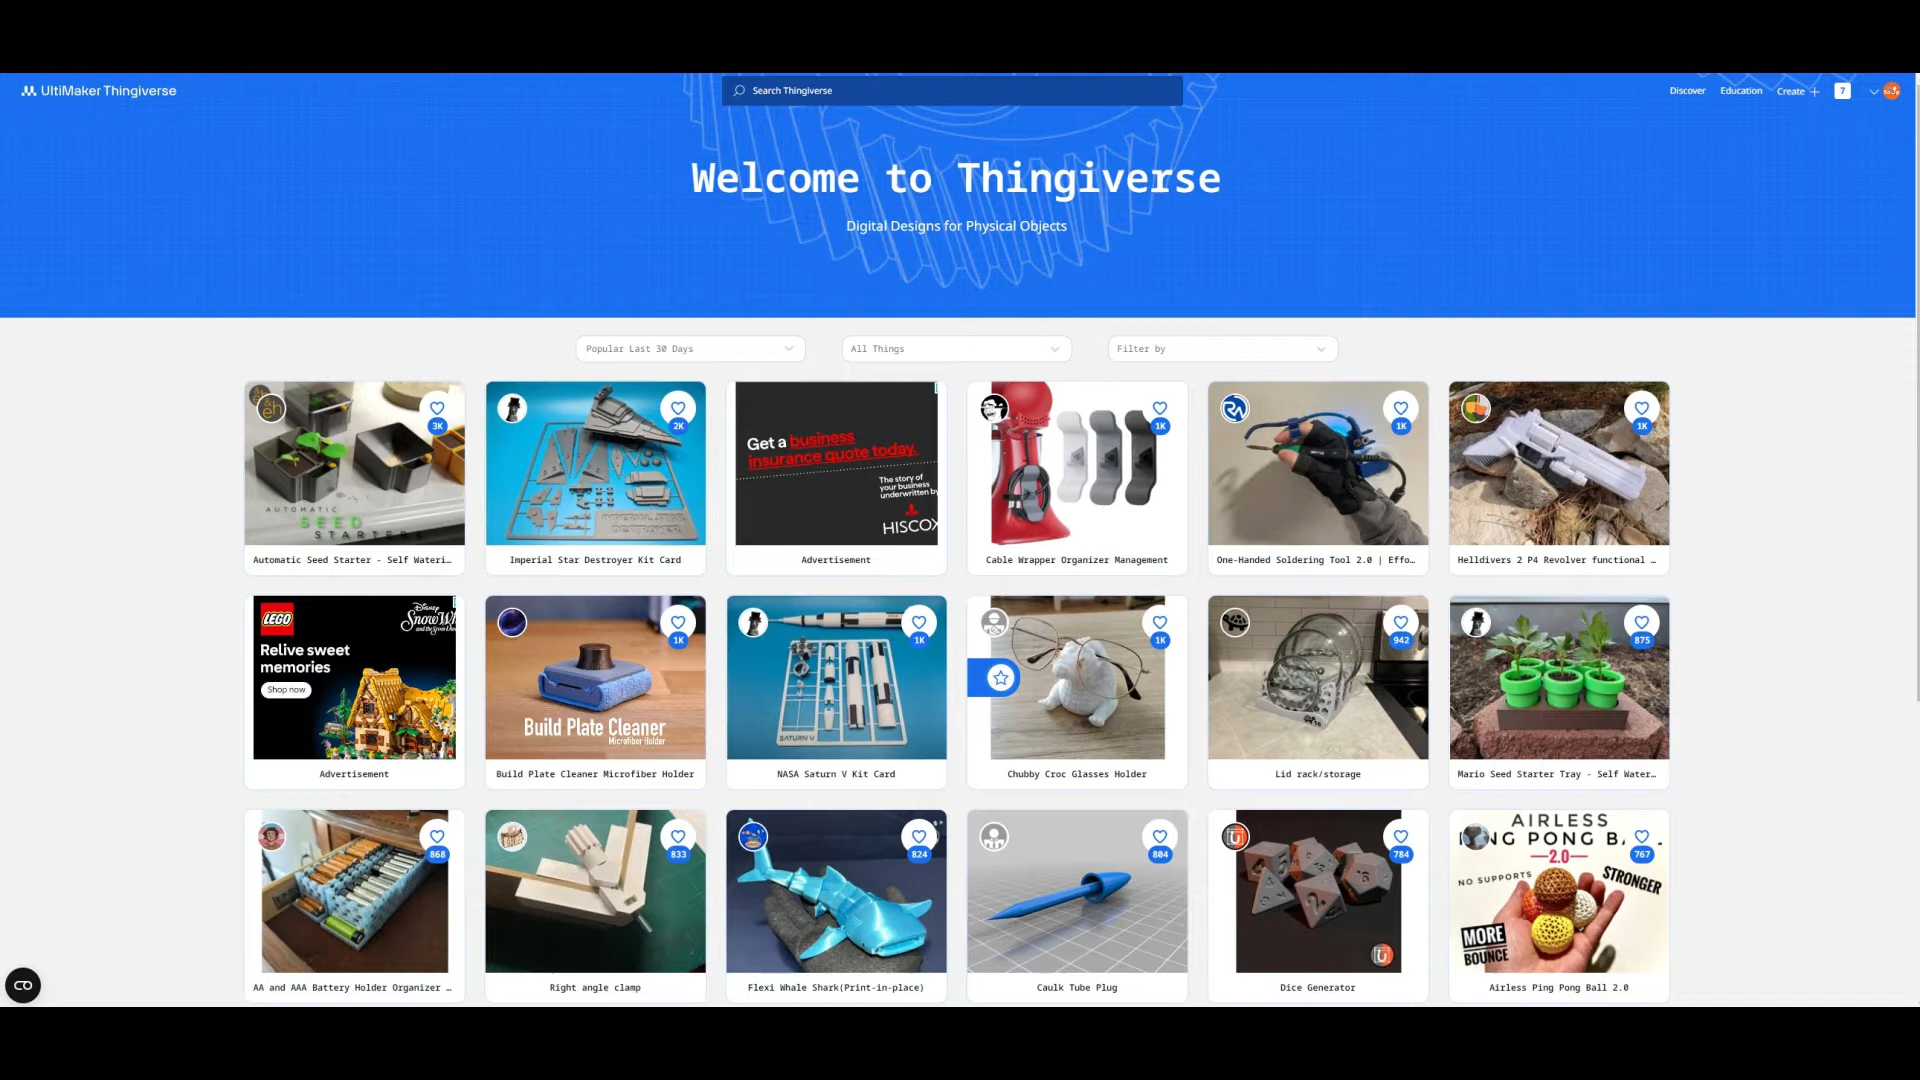 UltiMaker Thingiverse
Search Thingiverse
Discover
Education
Create
7
Welcome to Thingiverse
Digital Designs for Physical Objects
Popular Last 30 Days
All Things
Filter by
3K
AUTOMATIC
SEED
STARTERS
Automatic Seed Starter - Self Wateri...
2K
Imperial Star Destroyer Kit Card
Get a business
insurance quote today.
The story of
your business
underwritten by
HISCOX
Advertisement
1K
Cable Wrapper Organizer Management
1K
One-Handed Soldering Tool 2.0 | Effo...
1K
Helldivers 2 P4 Revolver functional ...
LEGO
Disney
Snow Wh
Relive sweet
memories
Shop now
Advertisement
1K
Build Plate Cleaner
Microfiber Holder
Build Plate Cleaner Microfiber Holder
1K
SATURN V
NASA Saturn V Kit Card
1K
Chubby Croc Glasses Holder
942
Lid rack/storage
875
Mario Seed Starter Tray - Self Water...
868
AA and AAA Battery Holder Organizer ...
833
Right angle clamp
824
Flexi Whale Shark(Print-in-place)
804
Caulk Tube Plug
784
Dice Generator
AIRLESS
NG PONG B
2.0
767
NO SUPPORTS
STRONGER
MORE
BOUNCE
Airless Ping Pong Ball 2.0